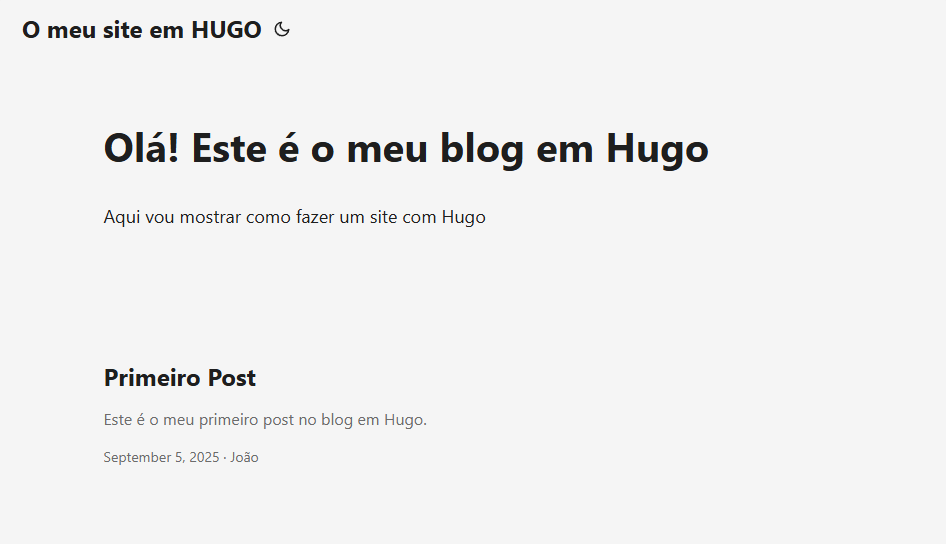 O meu site em HUGO
Olá! Este é o meu blog em Hugo
Aqui vou mostrar como fazer um site com Hugo
Primeiro Post
Este é o meu primeiro post no blog em Hugo.
September 5, 2025 · João